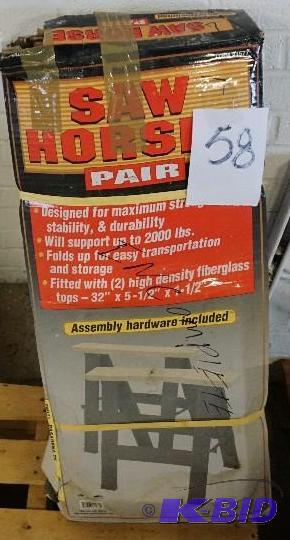 SAW
HORSE
SAW
HORSE
58
PAIR
• Designed for maximum
stability, & durability
• Will support up to 2000 lbs.
• Folds up for easy transportation
and storage
• Fitted with (2) high density fiberglass
tops – 32" x 5-1/2" x 1-1/2"
Assembly hardware included
INCOMPLETE
© K-BID